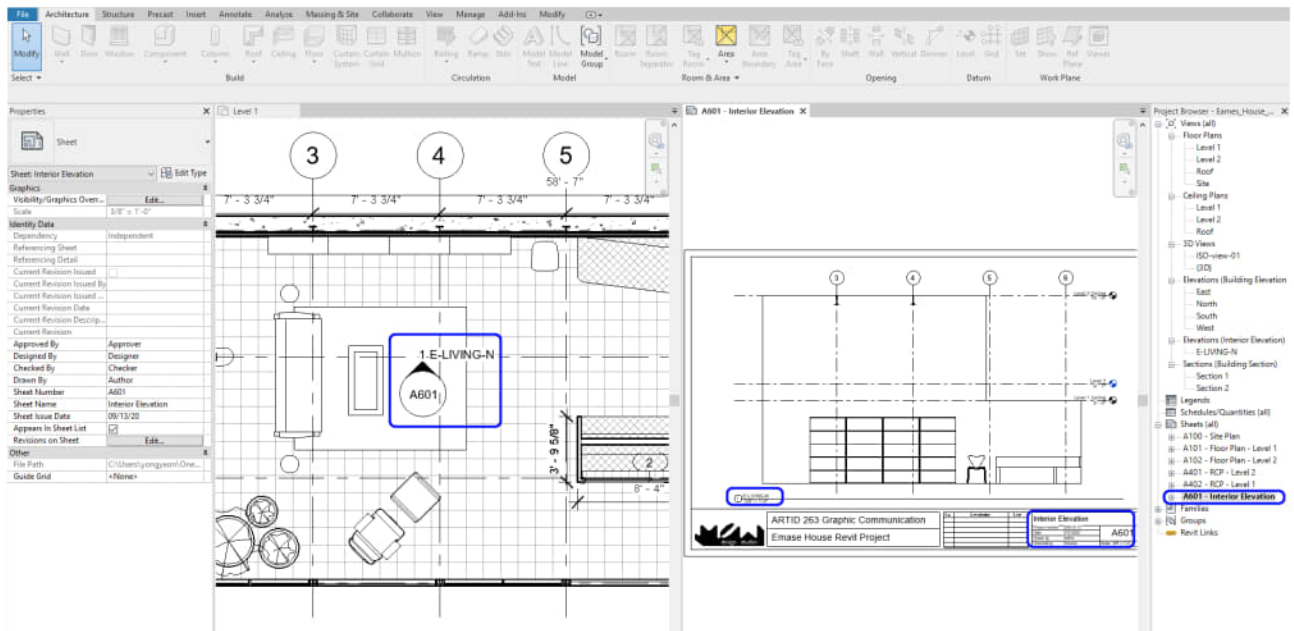 File Architecture Structure Precast Insert Annotate Analyze Massing & Site Collaborate View Manage Add-Ins Modify
Modify Wall Door Window Component Column Roof Ceiling Floor Curtain System Curtain Grid Mullion Railing Ramp Stair Model Text Model Line Model Group Room Room Separator Tag Room Area Area Boundary Tag Area By Face Shaft Wall Vertical Dormer Level Grid Set Show Ref Plane Viewer
Select Build Circulation Model Room & Area Opening Datum Work Plane
Properties
Sheet
Sheet: Interior Elevation Edit Type
Graphics
Visibility/Graphics Overr... Edit...
Scale 3/8" = 1'-0"
Identity Data
Dependency Independent
Referencing Sheet
Referencing Detail
Current Revision Issued
Current Revision Issued By
Current Revision Issued ...
Current Revision Date
Current Revision Descrip...
Current Revision
Approved By Approver
Designed By Designer
Checked By Checker
Drawn By Author
Sheet Number A601
Sheet Name Interior Elevation
Sheet Issue Date 09/13/20
Appears In Sheet List
Revisions on Sheet Edit...
Other
File Path C:\Users\yongyeom\One...
Guide Grid <None>
Level 1
3 4 5
58' - 7"
7' - 3 3/4" 7' - 3 3/4" 7' - 3 3/4" 7' - 3 3/4"
1 E-LIVING-N
A601
3' - 9 5/8"
2
8' - 4"
A601 - Interior Elevation
3 4 5 6
ARTID 263 Graphic Communication
Emase House Revit Project
Interior Elevation
A601
Project Browser - Eames_House_...
Views (all)
Floor Plans
Level 1
Level 2
Roof
Site
Ceiling Plans
Level 1
Level 2
Roof
3D Views
ISO-view-01
{3D}
Elevations (Building Elevation
East
North
South
West
Elevations (Interior Elevation)
E-LIVING-N
Sections (Building Section)
Section 1
Section 2
Legends
Schedules/Quantities (all)
Sheets (all)
A100 - Site Plan
A101 - Floor Plan - Level 1
A102 - Floor Plan - Level 2
A401 - RCP - Level 2
A402 - RCP - Level 1
A601 - Interior Elevation
Families
Groups
Revit Links